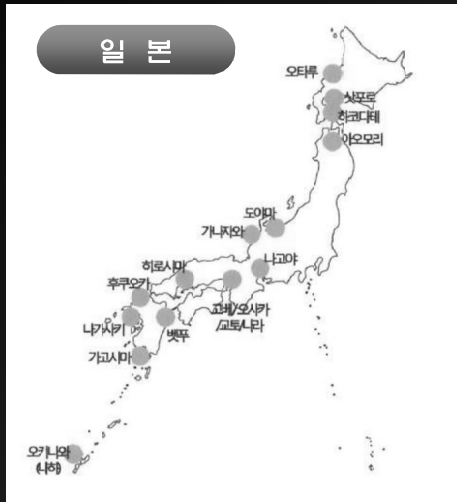 일 본
오타루
삿포로
하코다테
아오모리
도야마
가나자와
나고야
히로시마
후쿠오카
고베/오사카
/교토/나라
벳푸
나가사키
가고시마
오키나와
(나하)